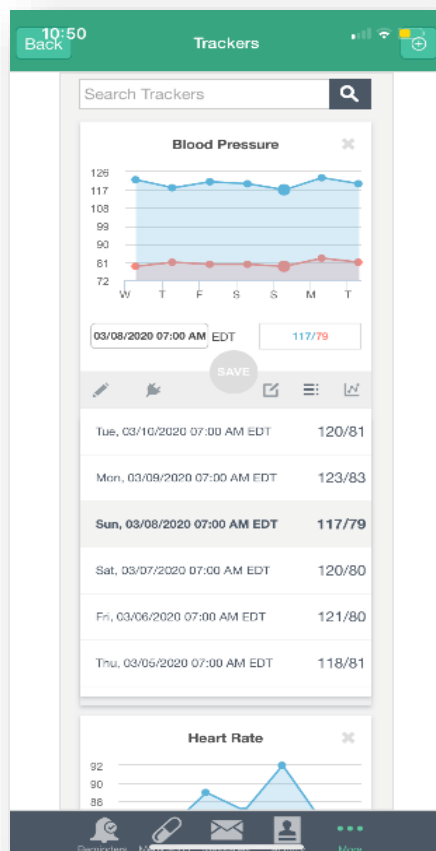 10:50
Back
Trackers
Search Trackers
Blood Pressure
126
117
108
99
90
81
72
W T F S S M T
03/08/2020 07:00 AM EDT 117/79
SAVE
Tue, 03/10/2020 07:00 AM EDT 120/81
Mon, 03/09/2020 07:00 AM EDT 123/83
Sun, 03/08/2020 07:00 AM EDT 117/79
Sat, 03/07/2020 07:00 AM EDT 120/80
Fri, 03/06/2020 07:00 AM EDT 121/80
Thu, 03/05/2020 07:00 AM EDT 118/81
Heart Rate
92
90
88
Reminders More